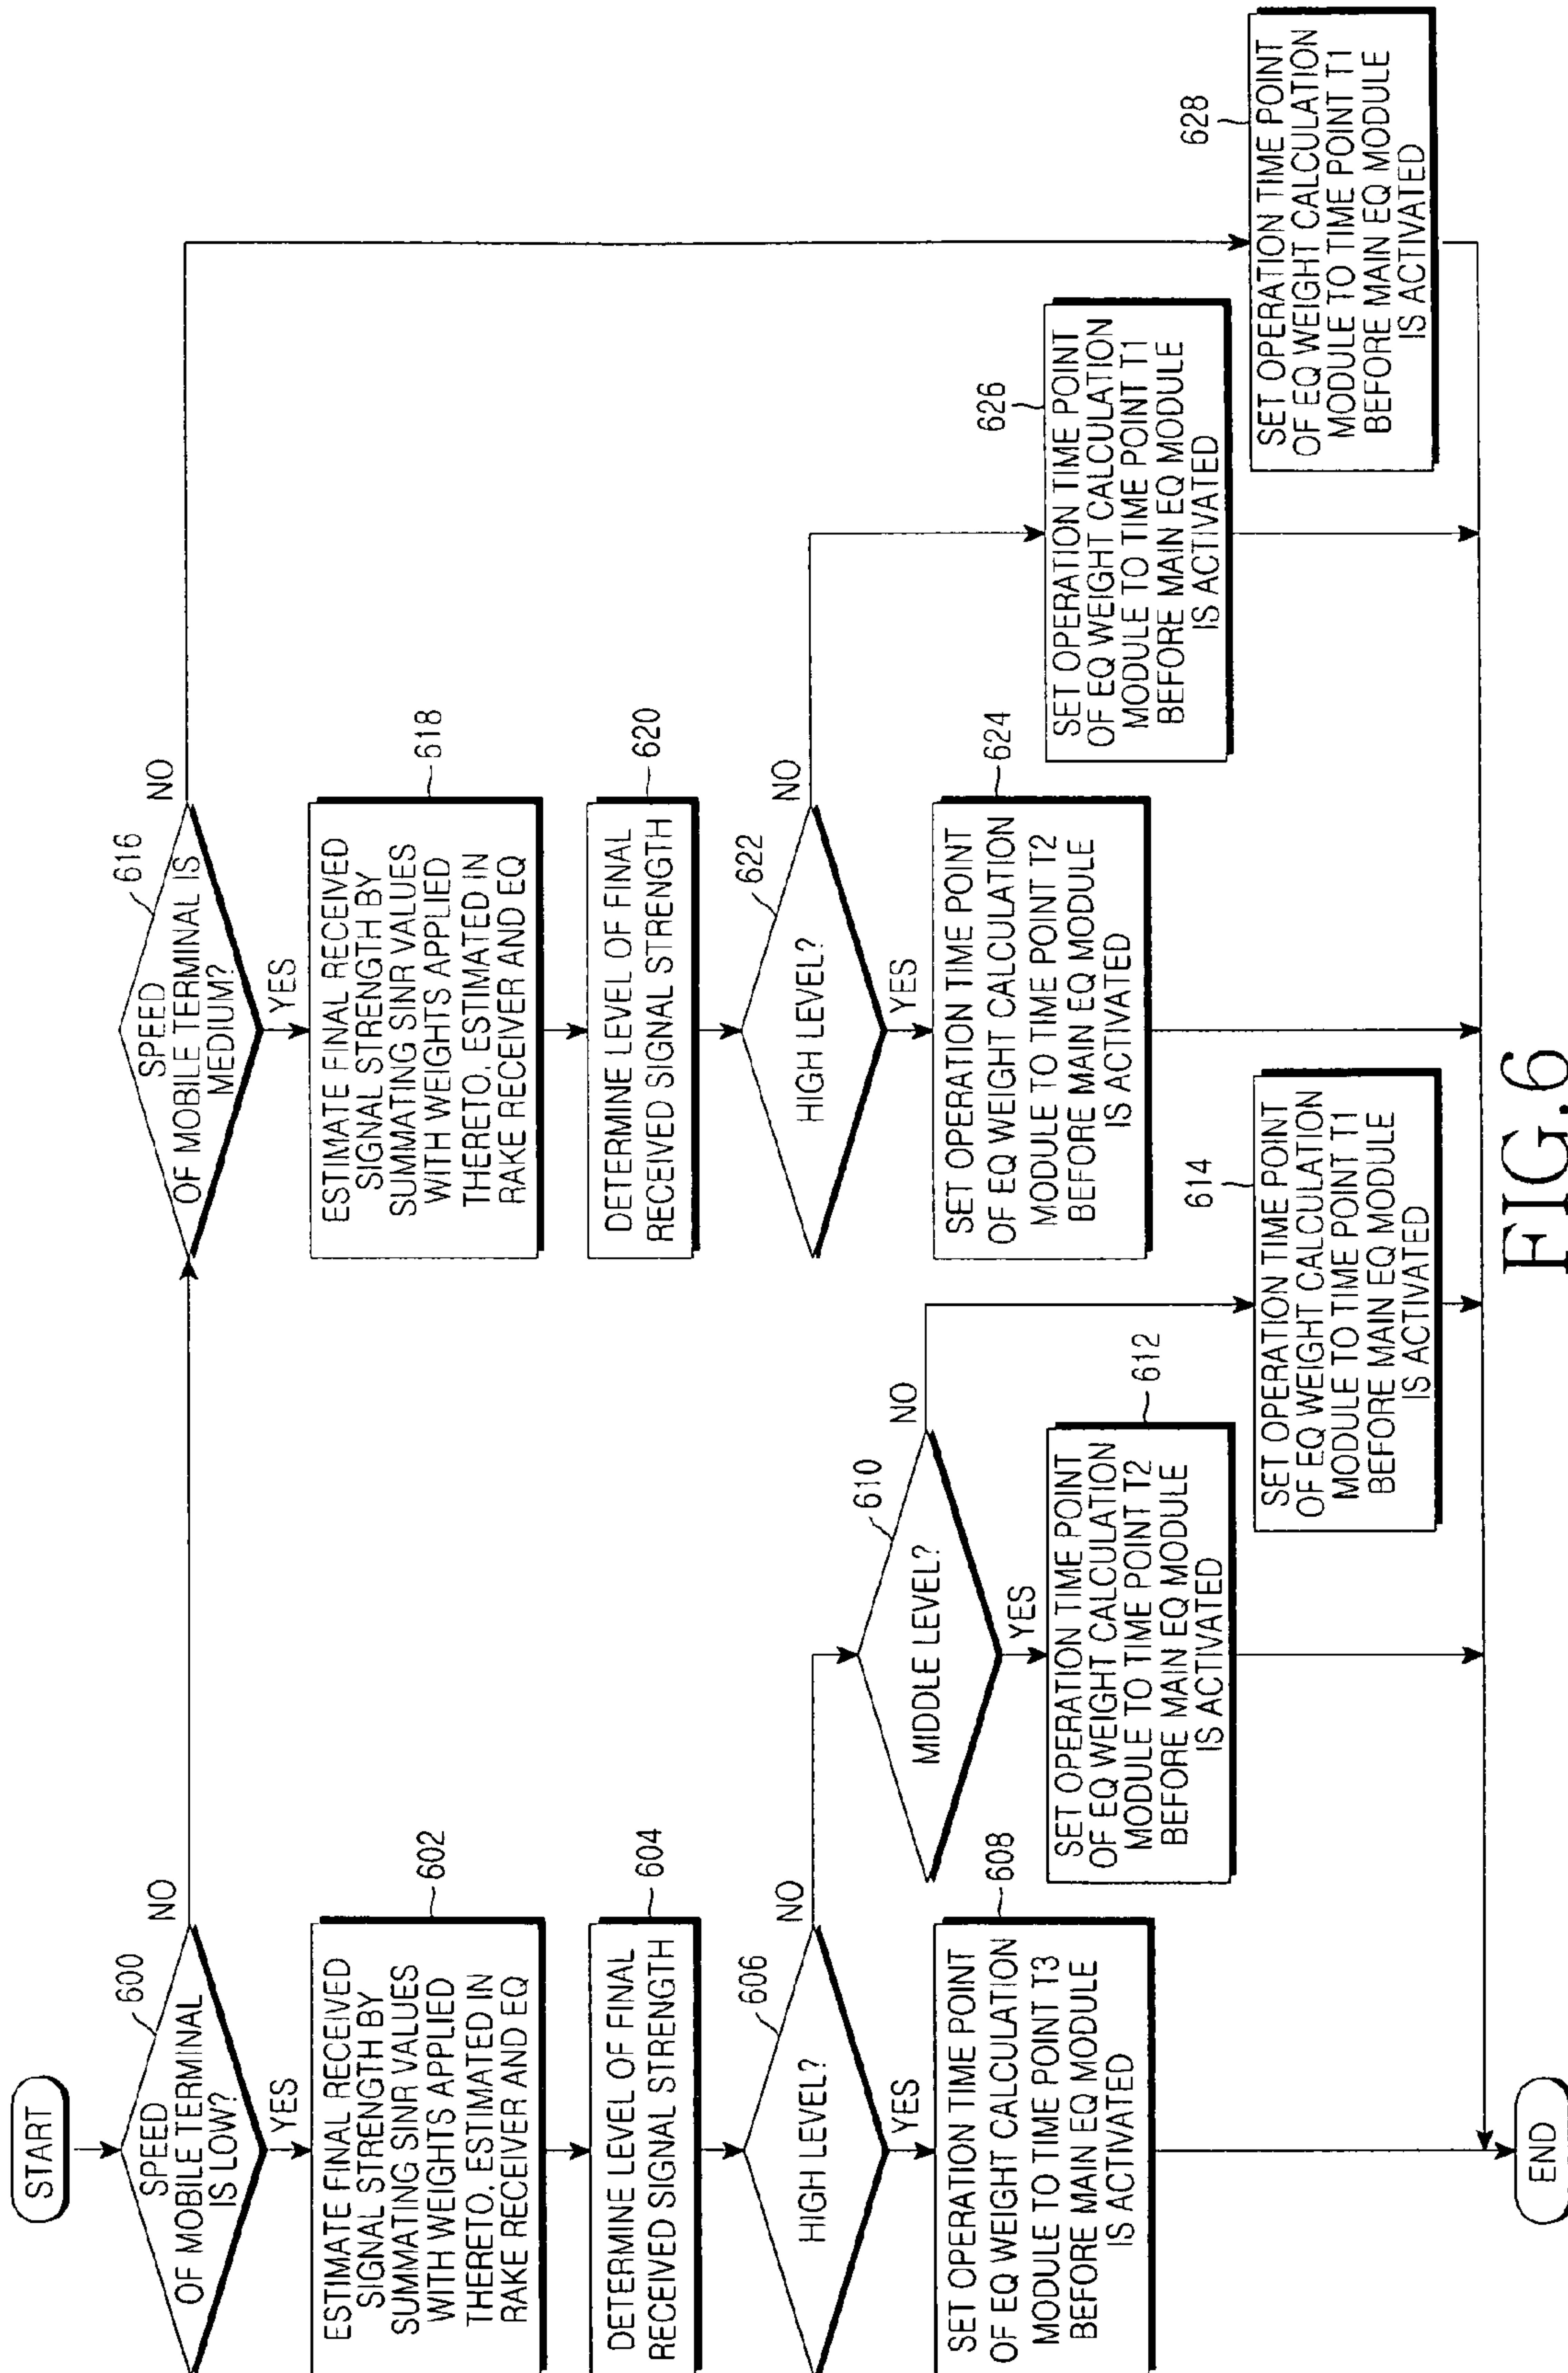 START
600
SPEED
OF MOBILE TERMINAL
IS LOW?
NO
YES
602
ESTIMATE FINAL RECEIVED
SIGNAL STRENGTH BY
SUMMATING SINR VALUES
WITH WEIGHTS APPLIED
THERETO, ESTIMATED IN
RAKE RECEIVER AND EQ
604
DETERMINE LEVEL OF FINAL
RECEIVED SIGNAL STRENGTH
606
HIGH LEVEL?
NO
YES
608
SET OPERATION TIME POINT
OF EQ WEIGHT CALCULATION
MODULE TO TIME POINT T3
BEFORE MAIN EQ MODULE
IS ACTIVATED
610
MIDDLE LEVEL?
NO
YES
612
SET OPERATION TIME POINT
OF EQ WEIGHT CALCULATION
MODULE TO TIME POINT T2
BEFORE MAIN EQ MODULE
IS ACTIVATED
614
SET OPERATION TIME POINT
OF EQ WEIGHT CALCULATION
MODULE TO TIME POINT T1
BEFORE MAIN EQ MODULE
IS ACTIVATED
616
SPEED
OF MOBILE TERMINAL IS
MEDIUM?
NO
YES
618
ESTIMATE FINAL RECEIVED
SIGNAL STRENGTH BY
SUMMATING SINR VALUES
WITH WEIGHTS APPLIED
THERETO, ESTIMATED IN
RAKE RECEIVER AND EQ
620
DETERMINE LEVEL OF FINAL
RECEIVED SIGNAL STRENGTH
622
HIGH LEVEL?
NO
YES
624
SET OPERATION TIME POINT
OF EQ WEIGHT CALCULATION
MODULE TO TIME POINT T2
BEFORE MAIN EQ MODULE
IS ACTIVATED
626
SET OPERATION TIME POINT
OF EQ WEIGHT CALCULATION
MODULE TO TIME POINT T1
BEFORE MAIN EQ MODULE
IS ACTIVATED
628
SET OPERATION TIME POINT
OF EQ WEIGHT CALCULATION
MODULE TO TIME POINT T1
BEFORE MAIN EQ MODULE
IS ACTIVATED
END
FIG.6